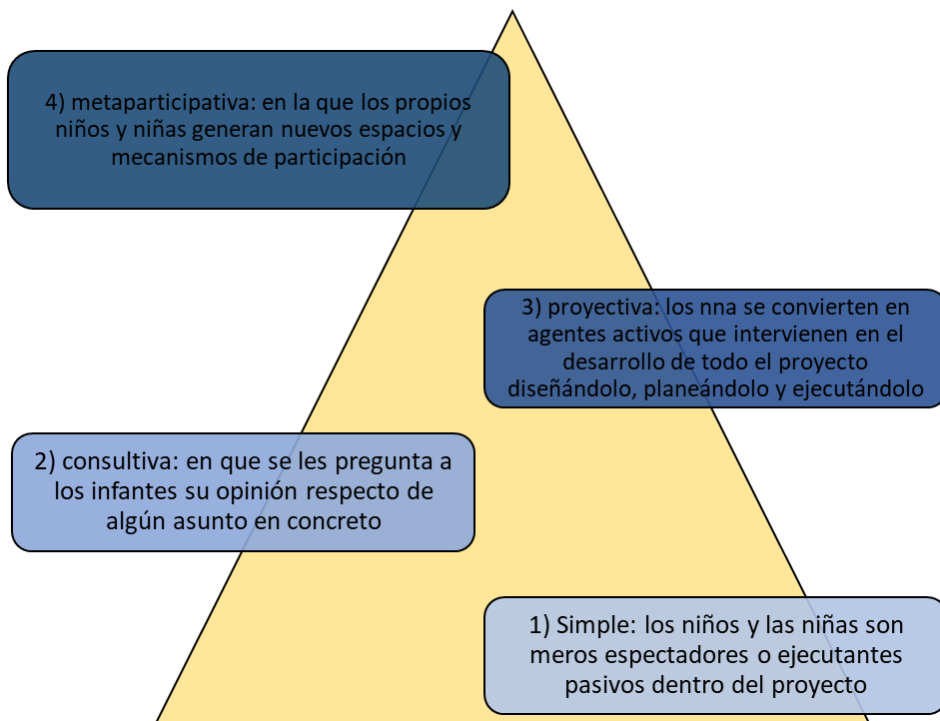 4) metaparticipativa: en la que los propios
niños y niñas generan nuevos espacios y
mecanismos de participación
3) proyectiva: los nna se convierten en
agentes activos que intervienen en el
desarrollo de todo el proyecto
diseñándolo, planeándolo y ejecutándolo
2) consultiva: en que se les pregunta a
los infantes su opinión respecto de
algún asunto en concreto
1) Simple: los niños y las niñas son
meros espectadores o ejecutantes
pasivos dentro del proyecto